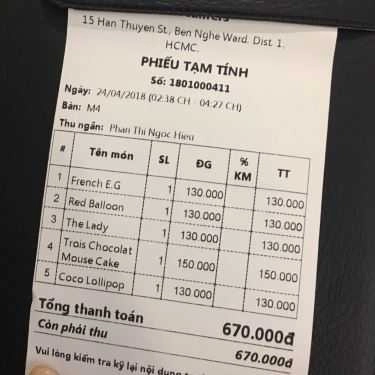 15 Han Thuyen St., Ben Nghe Ward. Dist 1.
HCMC.
PHIẾU TẠM TÍNH
Số: 1801000411
Ngày: 24/04/2018 (02:38 CH - 04:27 CH)
Bàn: M4
Thu ngân: Phan Thị Ngọc Hiếu
# Tên món SL ĐG % KM TT
1 French E.G 1 130.000 130.000
2 Red Balloon 1 130.000 130.000
3 The Lady 1 130.000 130.000
4 Trois Chocolat Mouse Cake 1 150.000 150.000
5 Coco Lollipop 1 130.000 130.000
Tổng thanh toán 670.000đ
Còn phải thu 670.000đ
Vui lòng kiểm tra kỹ lại nội dung